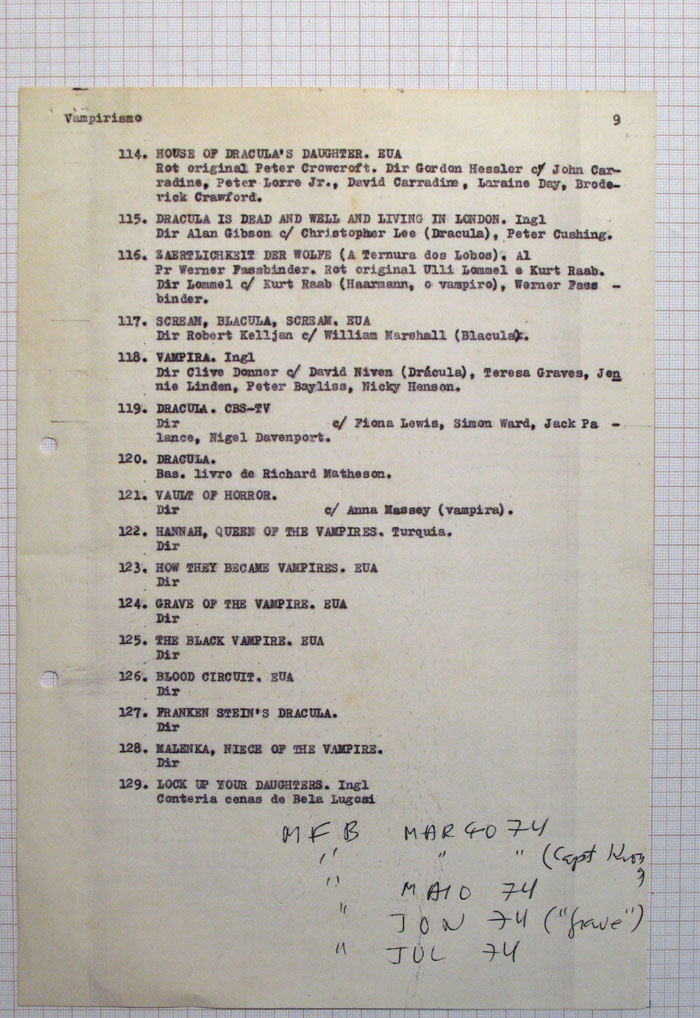 Vampirismo 9
114. HOUSE OF DRACULA'S DAUGHTER. EUA
Rot original Peter Crowcroft. Dir Gordon Hessler c/ John Car-
radine, Peter Lorre Jr., David Carradine, Loraine Day, Brode-
rick Crawford.
115. DRACULA IS DEAD AND WELL AND LIVING IN LONDON. Ingl
Dir Alan Gibson c/ Christopher Lee (Dracula), Peter Cushing.
116. ZAERTLICHKEIT DER WOLFE (A Ternura dos Lobos). Al
Pr Werner Fassbinder. Rot original Ulli Lommel e Kurt Raab.
Dir Lommel c/ Kurt Raab (Haarmann, o vampiro), Werner Fass -
binder.
117. SCREAM, BLACULA, SCREAM. EUA
Dir Robert Kelljan c/ William Marshall (Blacula).
118. VAMPIRA. Ingl
Dir Clive Donner c/ David Niven (Drácula), Teresa Graves, Jen
nie Linden, Peter Bayliss, Nicky Henson.
119. DRACULA. CBS-TV
Dir c/ Fiona Lewis, Simon Ward, Jack Pa -
lance, Nigel Davenport.
120. DRACULA.
Bas. livro de Richard Matheson.
121. VAULT OF HORROR.
Dir c/ Anna Massey (vampira).
122. HANNAH, QUEEN OF THE VAMPIRES. Turquia.
Dir
123. HOW THEY BECAME VAMPIRES. EUA
Dir
124. GRAVE OF THE VAMPIRE. EUA
Dir
125. THE BLACK VAMPIRE. EUA
Dir
126. BLOOD CIRCUIT. EUA
Dir
127. FRANKEN STEIN'S DRACULA.
Dir
128. MALENKA, NIECE OF THE VAMPIRE.
Dir
129. LOCK UP YOUR DAUGHTERS. Ingl
Conteria cenas de Bela Lugosi
MFB MARÇO 74
" " " (Capt
" MAIO 74
" JUN 74 ("Grave")
" JUL 74